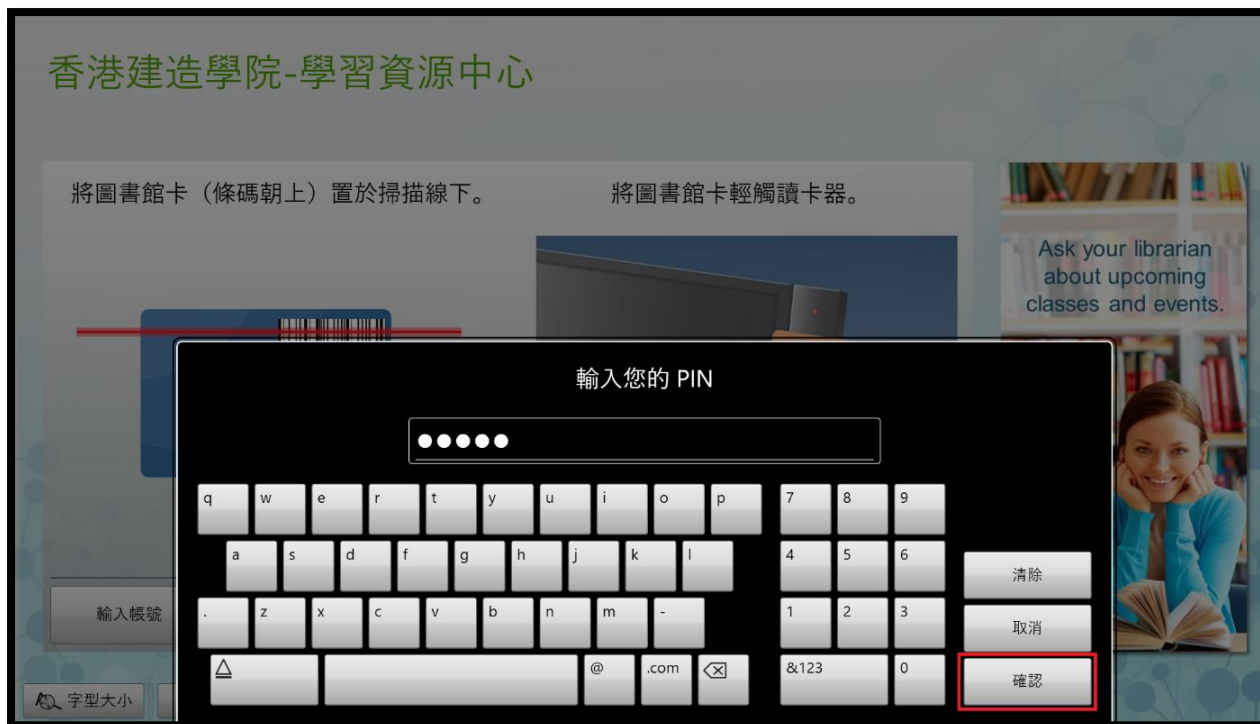 香港建造學院-學習資源中心
將圖書館卡（條碼朝上）置於掃描線下。
將圖書館卡輕觸讀卡器。
Ask your librarian
about upcoming
classes and events.
輸入您的 PIN
q w e r t y u i o p 7 8 9
a s d f g h j k l 4 5 6
清除
. z x c v b n m - 1 2 3
取消
@ .com &123 0
確認
輸入帳號
字型大小